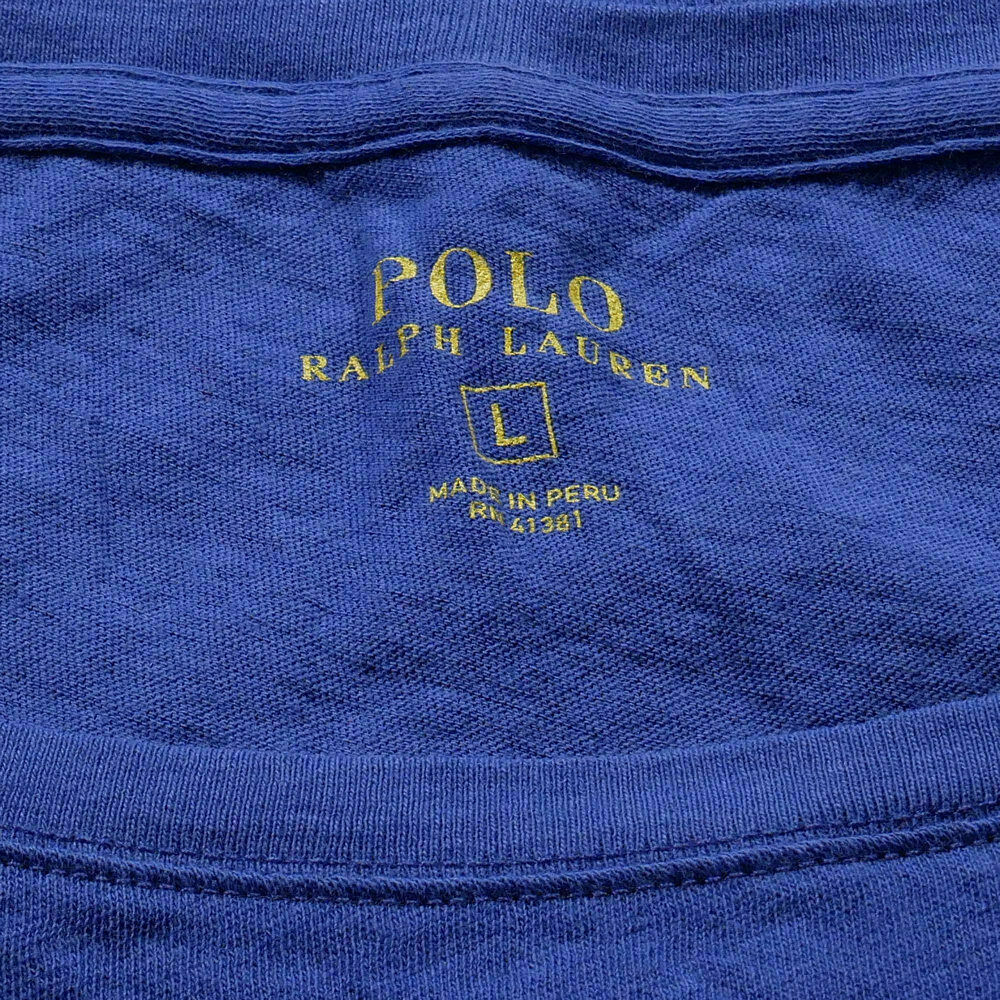 POLO
RALPH LAUREN
L
MADE IN PERU
RN 41381